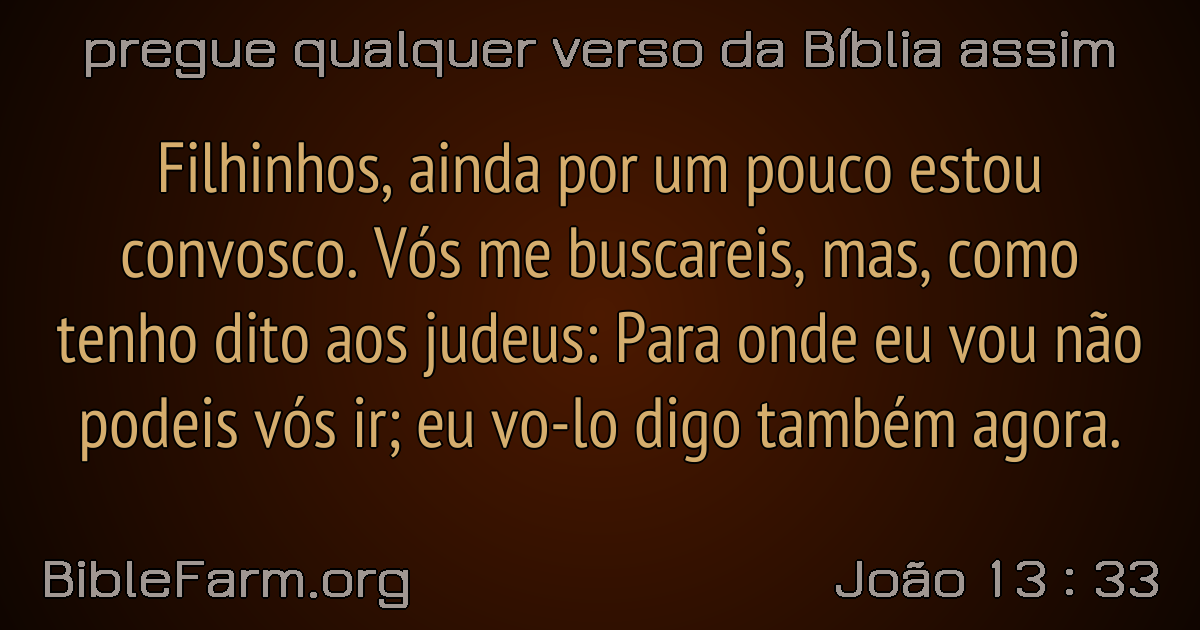 pregue qualquer verso da Bíblia assim
Filhinhos, ainda por um pouco estou
convosco. Vós me buscareis, mas, como
tenho dito aos judeus: Para onde eu vou não
podeis vós ir; eu vo-lo digo também agora.
BibleFarm.org
João 13 : 33